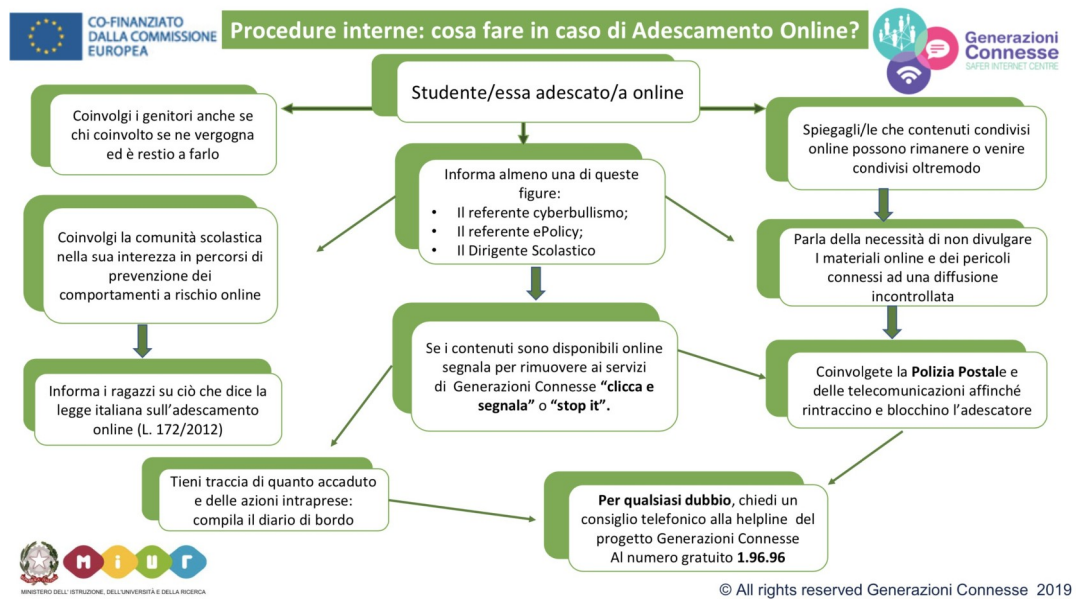 CO-FINANZIATO
DALLA COMMISSIONE
EUROPEA
Procedure interne: cosa fare in caso di Adescamento Online?
Generazioni
Connesse
SAFER INTERNET CENTRE
Studente/essa adescato/a online
Coinvolgi i genitori anche se
chi coinvolto se ne vergogna
ed è restio a farlo
Spiegagli/le che contenuti condivisi
online possono rimanere o venire
condivisi oltremodo
Informa almeno una di queste
figure:
• Il referente cyberbullismo;
• Il referente ePolicy;
• Il Dirigente Scolastico
Coinvolgi la comunità scolastica
nella sua interezza in percorsi di
prevenzione dei
comportamenti a rischio online
Parla della necessità di non divulgare
I materiali online e dei pericoli
connessi ad una diffusione
incontrollata
Se i contenuti sono disponibili online
segnala per rimuovere ai servizi
di Generazioni Connesse “clicca e
segnala” o “stop it”.
Informa i ragazzi su ciò che dice la
legge italiana sull’adescamento
online (L. 172/2012)
Coinvolgete la Polizia Postale e
delle telecomunicazioni affinché
rintraccino e blocchino l’adescatore
Tieni traccia di quanto accaduto
e delle azioni intraprese:
compila il diario di bordo
Per qualsiasi dubbio, chiedi un
consiglio telefonico alla helpline del
progetto Generazioni Connesse
Al numero gratuito 1.96.96
MIUR
MINISTERO DELL' ISTRUZIONE, DELL'UNIVERSITÀ E DELLA RICERCA
© All rights reserved Generazioni Connesse 2019